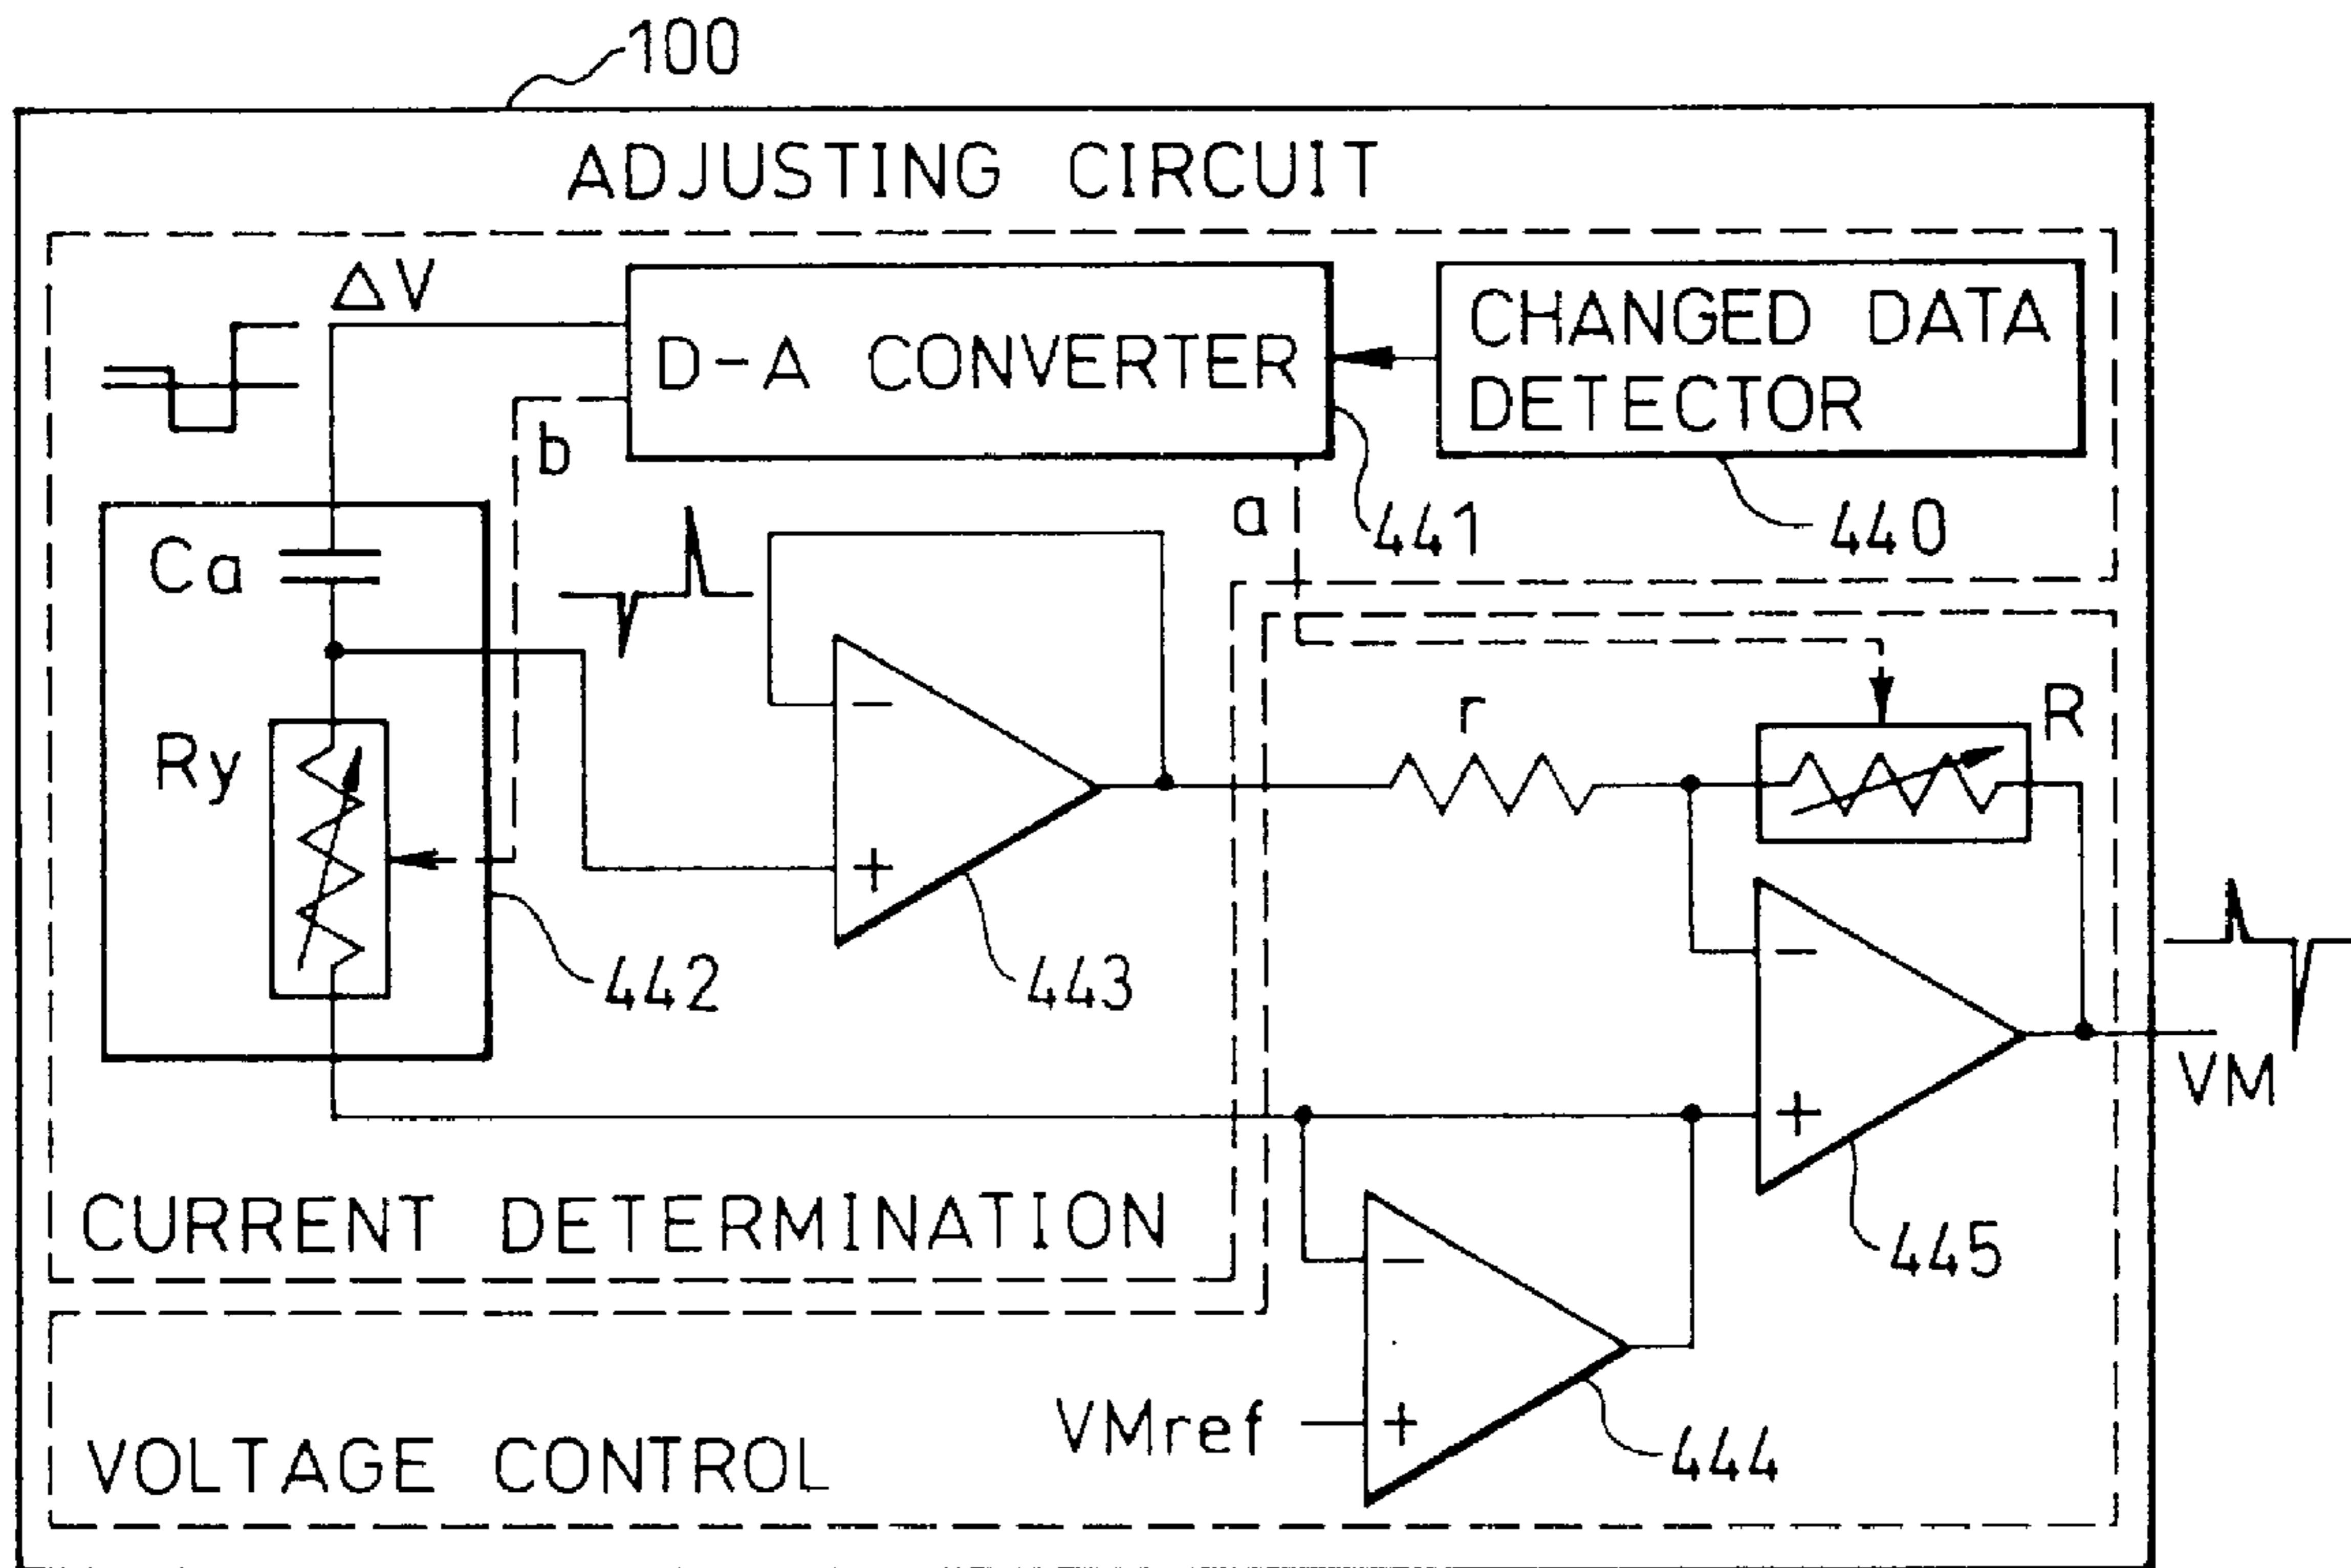 100
ADJUSTING CIRCUIT
ΔV
D-A CONVERTER
CHANGED DATA
DETECTOR
b
a
441
440
Ca
Ry
r
R
442
443
VM
445
CURRENT DETERMINATION
VMref
444
VOLTAGE CONTROL
− + − + − +